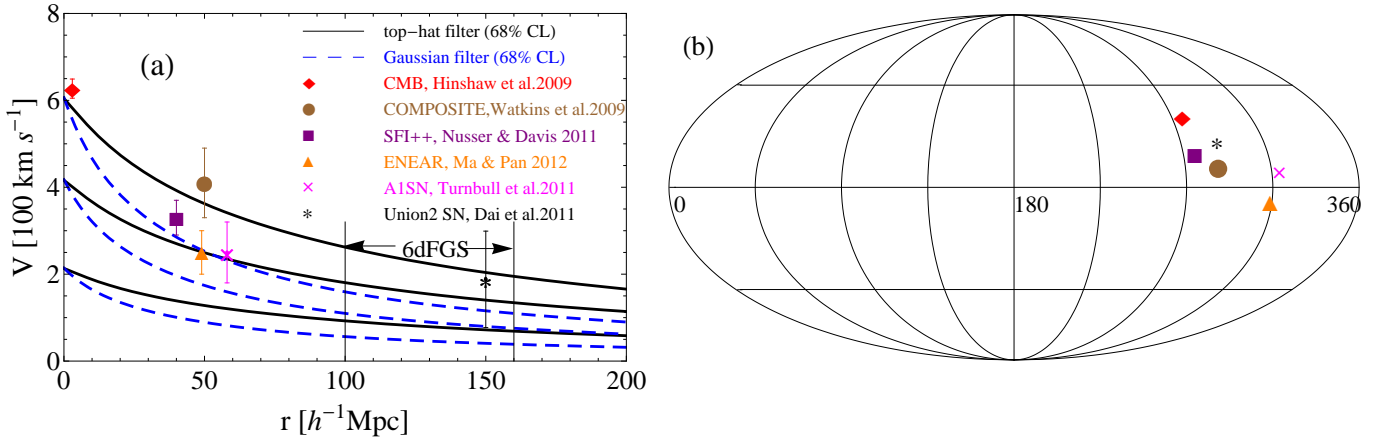 (a)
top−hat filter (68% CL)
Gaussian filter (68% CL)
CMB, Hinshaw et al.2009
COMPOSITE,Watkins et al.2009
SFI++, Nusser & Davis 2011
ENEAR, Ma & Pan 2012
A1SN, Turnbull et al.2011
Union2 SN, Dai et al.2011
6dFGS
V [100 km s⁻¹]
8
6
4
2
0
0 50 100 150 200
r [h⁻¹Mpc]
(b)
0 180 360